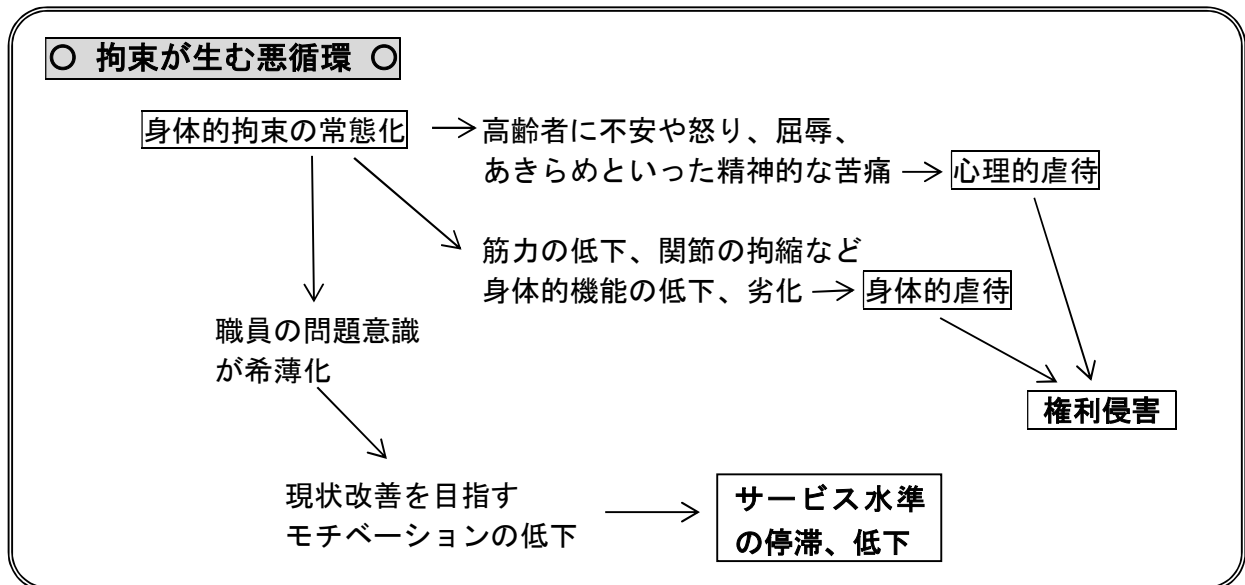 ○ 拘束が生む悪循環 ○
身体的拘束の常態化
高齢者に不安や怒り、屈辱、
あきらめといった精神的な苦痛
心理的虐待
筋力の低下、関節の拘縮など
身体的機能の低下、劣化
身体的虐待
職員の問題意識
が希薄化
権利侵害
現状改善を目指す
モチベーションの低下
サービス水準
の停滞、低下